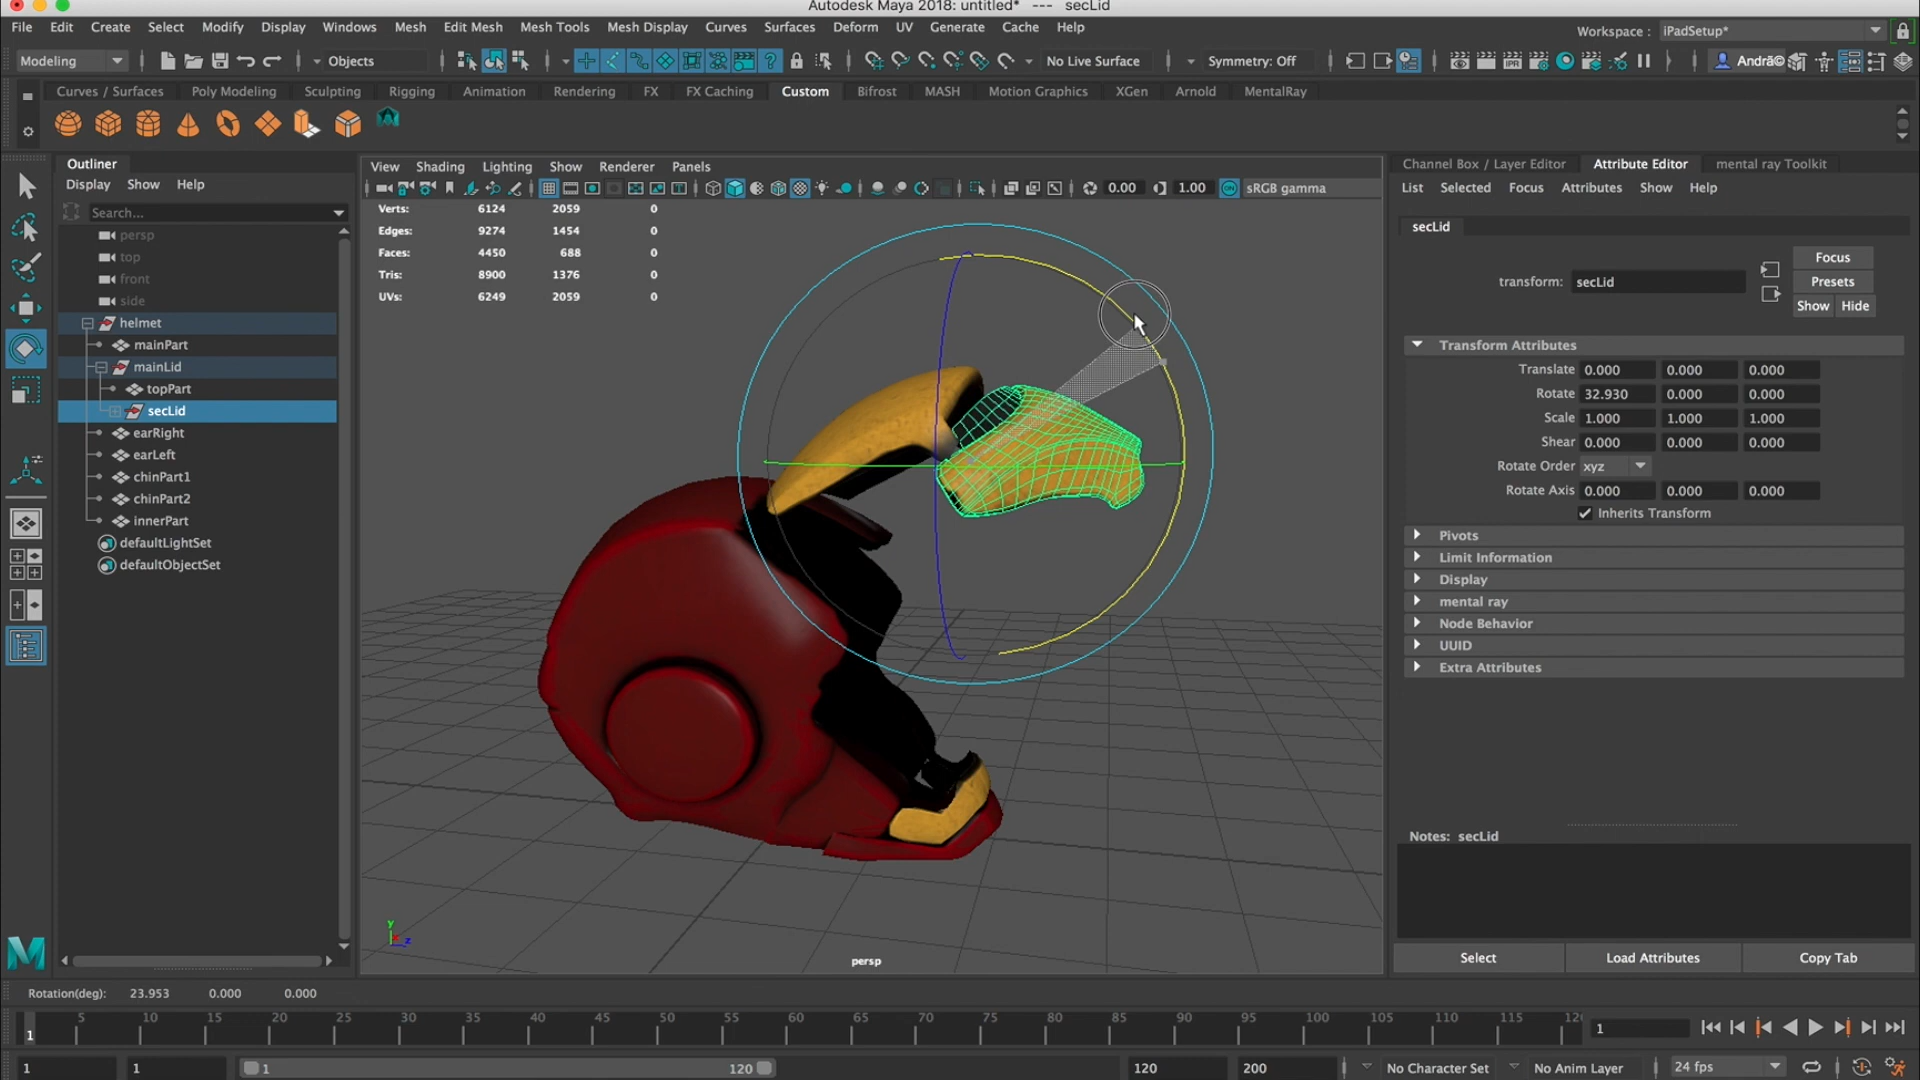 Autodesk Maya 2018: untitled* --- secLid
File Edit Create Select Modify Display Windows Mesh Edit Mesh Mesh Tools Mesh Display Curves Surfaces Deform UV Generate Cache Help
Workspace : iPadSetup*
Modeling Objects No Live Surface Symmetry: Off Andrã©
Curves / Surfaces Poly Modeling Sculpting Rigging Animation Rendering FX FX Caching Custom Bifrost MASH Motion Graphics XGen Arnold MentalRay
Outliner
Display Show Help
Search...
persp
top
front
side
helmet
mainPart
mainLid
topPart
secLid
earRight
earLeft
chinPart1
chinPart2
innerPart
defaultLightSet
defaultObjectSet
View Shading Lighting Show Renderer Panels
0.00 1.00 sRGB gamma
Verts: 6124 2059 0
Edges: 9274 1454 0
Faces: 4450 688 0
Tris: 8900 1376 0
UVs: 6249 2059 0
y
z
persp
Channel Box / Layer Editor Attribute Editor mental ray Toolkit
List Selected Focus Attributes Show Help
secLid
transform: secLid
Focus
Presets
Show Hide
Transform Attributes
Translate 0.000 0.000 0.000
Rotate 32.930 0.000 0.000
Scale 1.000 1.000 1.000
Shear 0.000 0.000 0.000
Rotate Order xyz
Rotate Axis 0.000 0.000 0.000
Inherits Transform
Pivots
Limit Information
Display
mental ray
Node Behavior
UUID
Extra Attributes
Notes: secLid
Select Load Attributes Copy Tab
Rotation(deg): 23.953 0.000 0.000
1 5 10 15 20 25 30 35 40 45 50 55 60 65 70 75 80 85 90 95 100 105 110 115 1
1 1 1 120 120 200 No Character Set No Anim Layer 24 fps